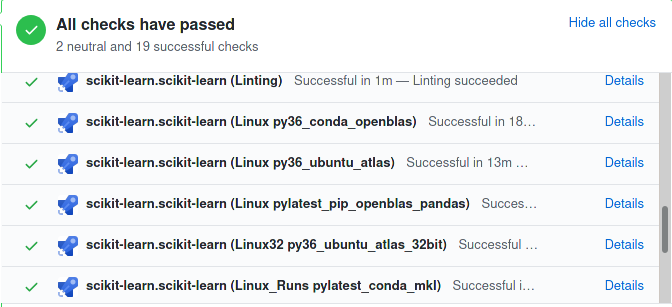 All checks have passed
Hide all checks
2 neutral and 19 successful checks
scikit-learn.scikit-learn (Linting) Successful in 1m — Linting succeeded Details
scikit-learn.scikit-learn (Linux py36_conda_openblas) Successful in 18… Details
scikit-learn.scikit-learn (Linux py36_ubuntu_atlas) Successful in 13m … Details
scikit-learn.scikit-learn (Linux pylatest_pip_openblas_pandas) Succes… Details
scikit-learn.scikit-learn (Linux32 py36_ubuntu_atlas_32bit) Successful … Details
scikit-learn.scikit-learn (Linux_Runs pylatest_conda_mkl) Successful i… Details